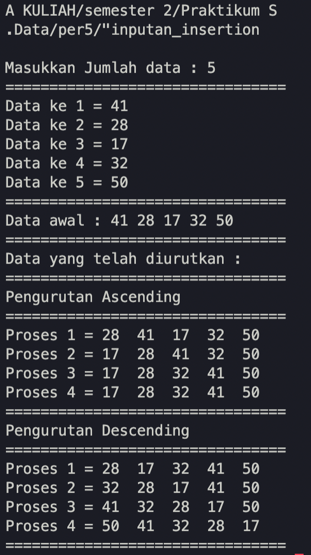 A KULIAH/semester 2/Praktikum S
.Data/per5/"inputan_insertion
Masukkan Jumlah data : 5
================================
Data ke 1 = 41
Data ke 2 = 28
Data ke 3 = 17
Data ke 4 = 32
Data ke 5 = 50
================================
Data awal : 41 28 17 32 50
================================
Data yang telah diurutkan :
================================
Pengurutan Ascending
================================
Proses 1 = 28  41  17  32  50
Proses 2 = 17  28  41  32  50
Proses 3 = 17  28  32  41  50
Proses 4 = 17  28  32  41  50
================================
Pengurutan Descending
================================
Proses 1 = 28  17  32  41  50
Proses 2 = 32  28  17  41  50
Proses 3 = 41  32  28  17  50
Proses 4 = 50  41  32  28  17
================================